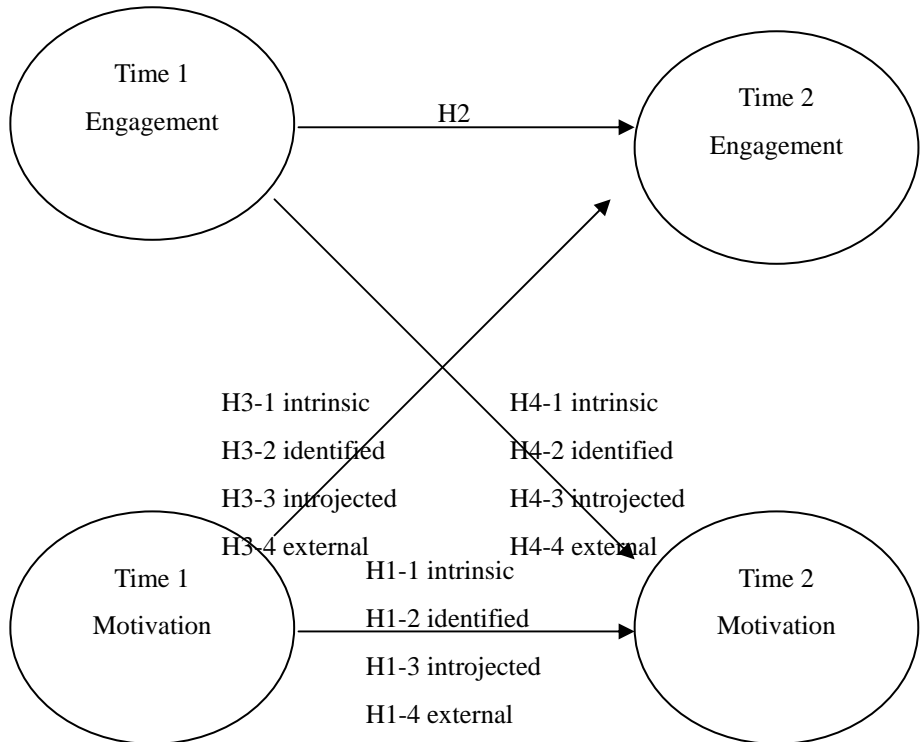 Time 1
Engagement
H2
Time 2
Engagement
H3-1 intrinsic
H3-2 identified
H3-3 introjected
H3-4 external
H4-1 intrinsic
H4-2 identified
H4-3 introjected
H4-4 external
Time 1
Motivation
H1-1 intrinsic
H1-2 identified
H1-3 introjected
H1-4 external
Time 2
Motivation